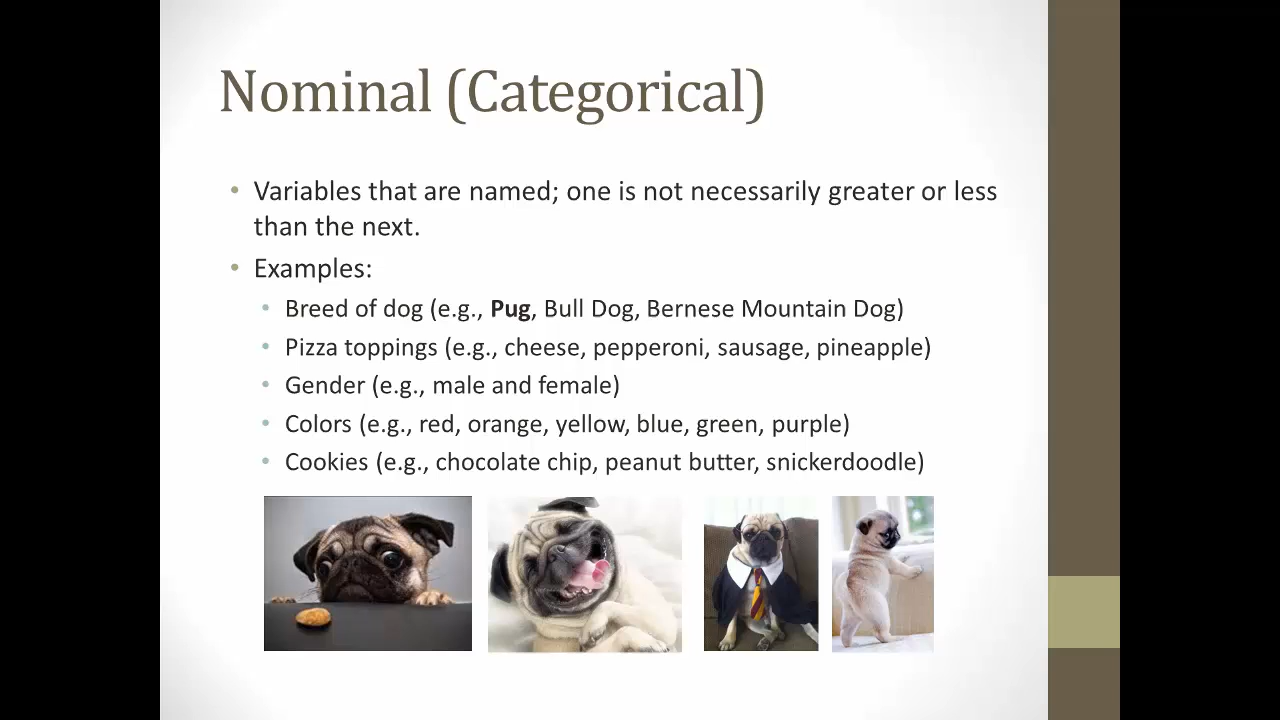 Nominal (Categorical)
• Variables that are named; one is not necessarily greater or less
than the next.
• Examples:
• Breed of dog (e.g., Pug, Bull Dog, Bernese Mountain Dog)
• Pizza toppings (e.g., cheese, pepperoni, sausage, pineapple)
• Gender (e.g., male and female)
• Colors (e.g., red, orange, yellow, blue, green, purple)
• Cookies (e.g., chocolate chip, peanut butter, snickerdoodle)